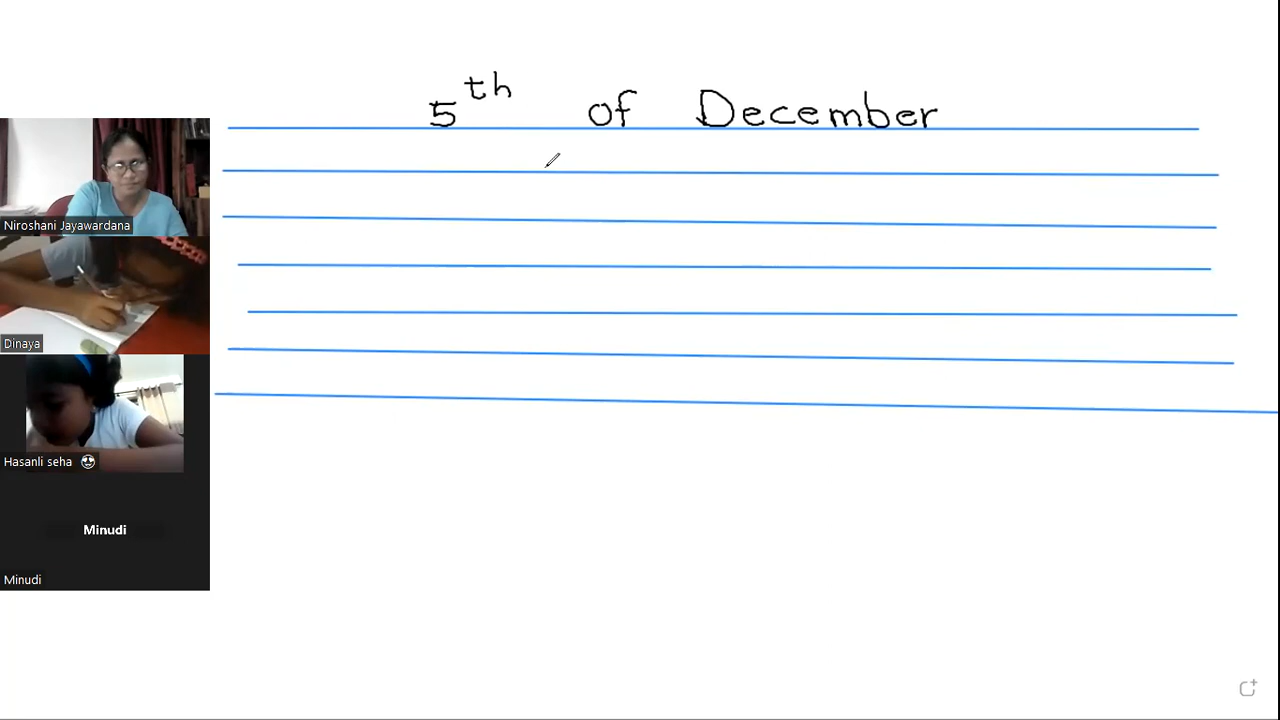 5th of December
Niroshani Jayawardana
Dinaya
Hasanli seha 😍
Minudi
Minudi